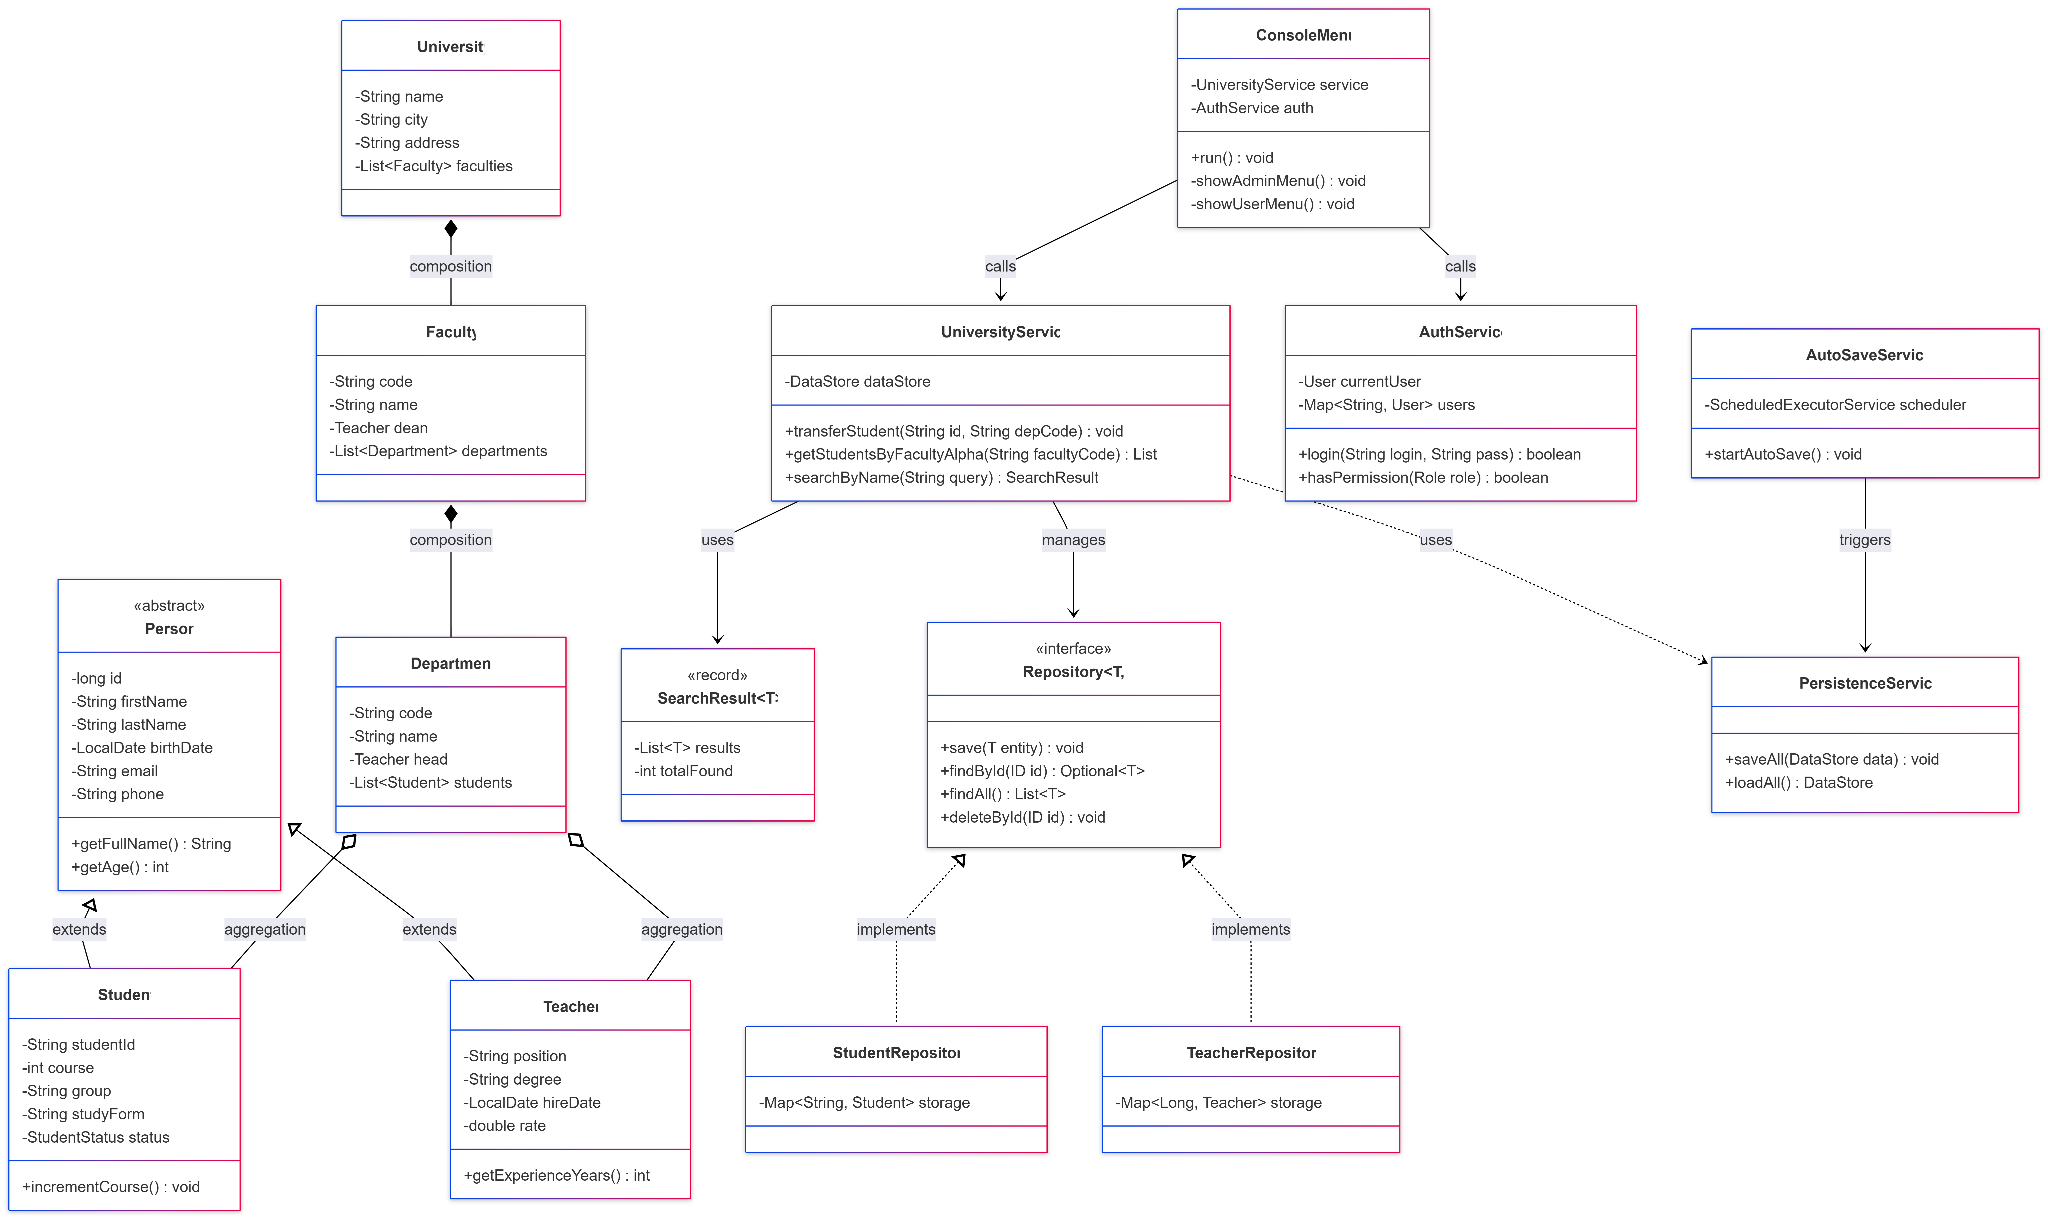 Universit
-String name
-String city
-String address
-List<Faculty> faculties
ConsoleMenu
-UniversityService service
-AuthService auth
+run() : void
-showAdminMenu() : void
-showUserMenu() : void
composition
calls
calls
Faculty
-String code
-String name
-Teacher dean
-List<Department> departments
UniversityServic
-DataStore dataStore
+transferStudent(String id, String depCode) : void
+getStudentsByFacultyAlpha(String facultyCode) : List
+searchByName(String query) : SearchResult
AuthServic
-User currentUser
-Map<String, User> users
+login(String login, String pass) : boolean
+hasPermission(Role role) : boolean
AutoSaveServic
-ScheduledExecutorService scheduler
+startAutoSave() : void
composition
uses
manages
uses
triggers
«abstract»
Person
-long id
-String firstName
-String lastName
-LocalDate birthDate
-String email
-String phone
+getFullName() : String
+getAge() : int
Departmen
-String code
-String name
-Teacher head
-List<Student> students
«record»
SearchResult<T>
-List<T> results
-int totalFound
«interface»
Repository<T,
+save(T entity) : void
+findById(ID id) : Optional<T>
+findAll() : List<T>
+deleteById(ID id) : void
PersistenceServic
+saveAll(DataStore data) : void
+loadAll() : DataStore
extends
aggregation
extends
aggregation
implements
implements
Studen
-String studentId
-int course
-String group
-String studyForm
-StudentStatus status
+incrementCourse() : void
Teacher
-String position
-String degree
-LocalDate hireDate
-double rate
+getExperienceYears() : int
StudentRepositor
-Map<String, Student> storage
TeacherRepositor
-Map<Long, Teacher> storage